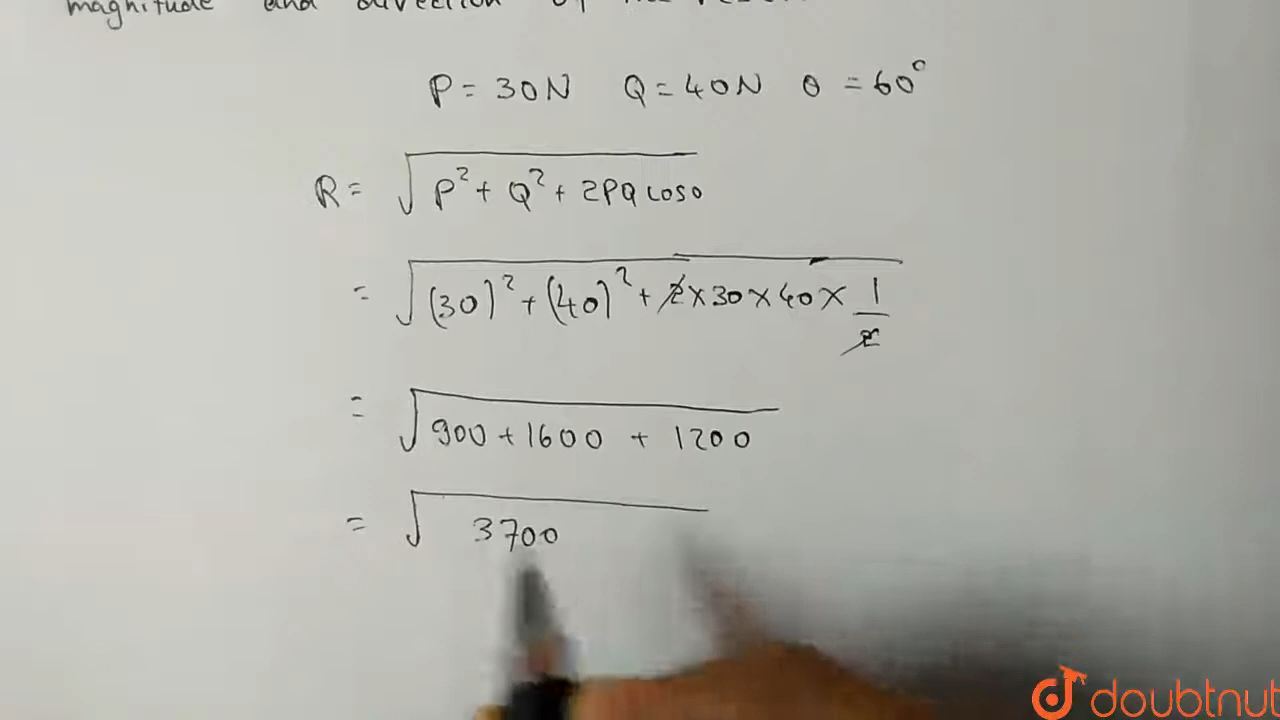 magnitude and direction of
P = 30N Q = 40N θ = 60°
R = √P² + Q² + 2PQ cosθ
= √(30)² + (40)² + 2 × 30 × 40 × 1/2
= √900 + 1600 + 1200
= √3700
doubtnut